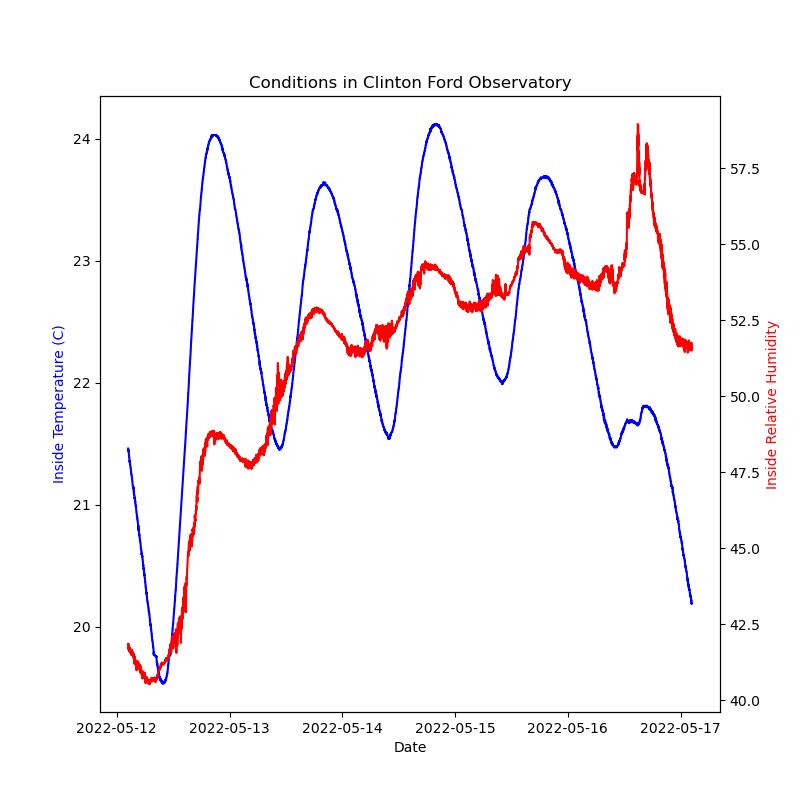 Conditions in Clinton Ford Observatory
Inside Temperature (C)
24
23
22
21
20
57.5
55.0
52.5
50.0
47.5
45.0
42.5
40.0
Inside Relative Humidity
2022-05-12 2022-05-13 2022-05-14 2022-05-15 2022-05-16 2022-05-17
Date